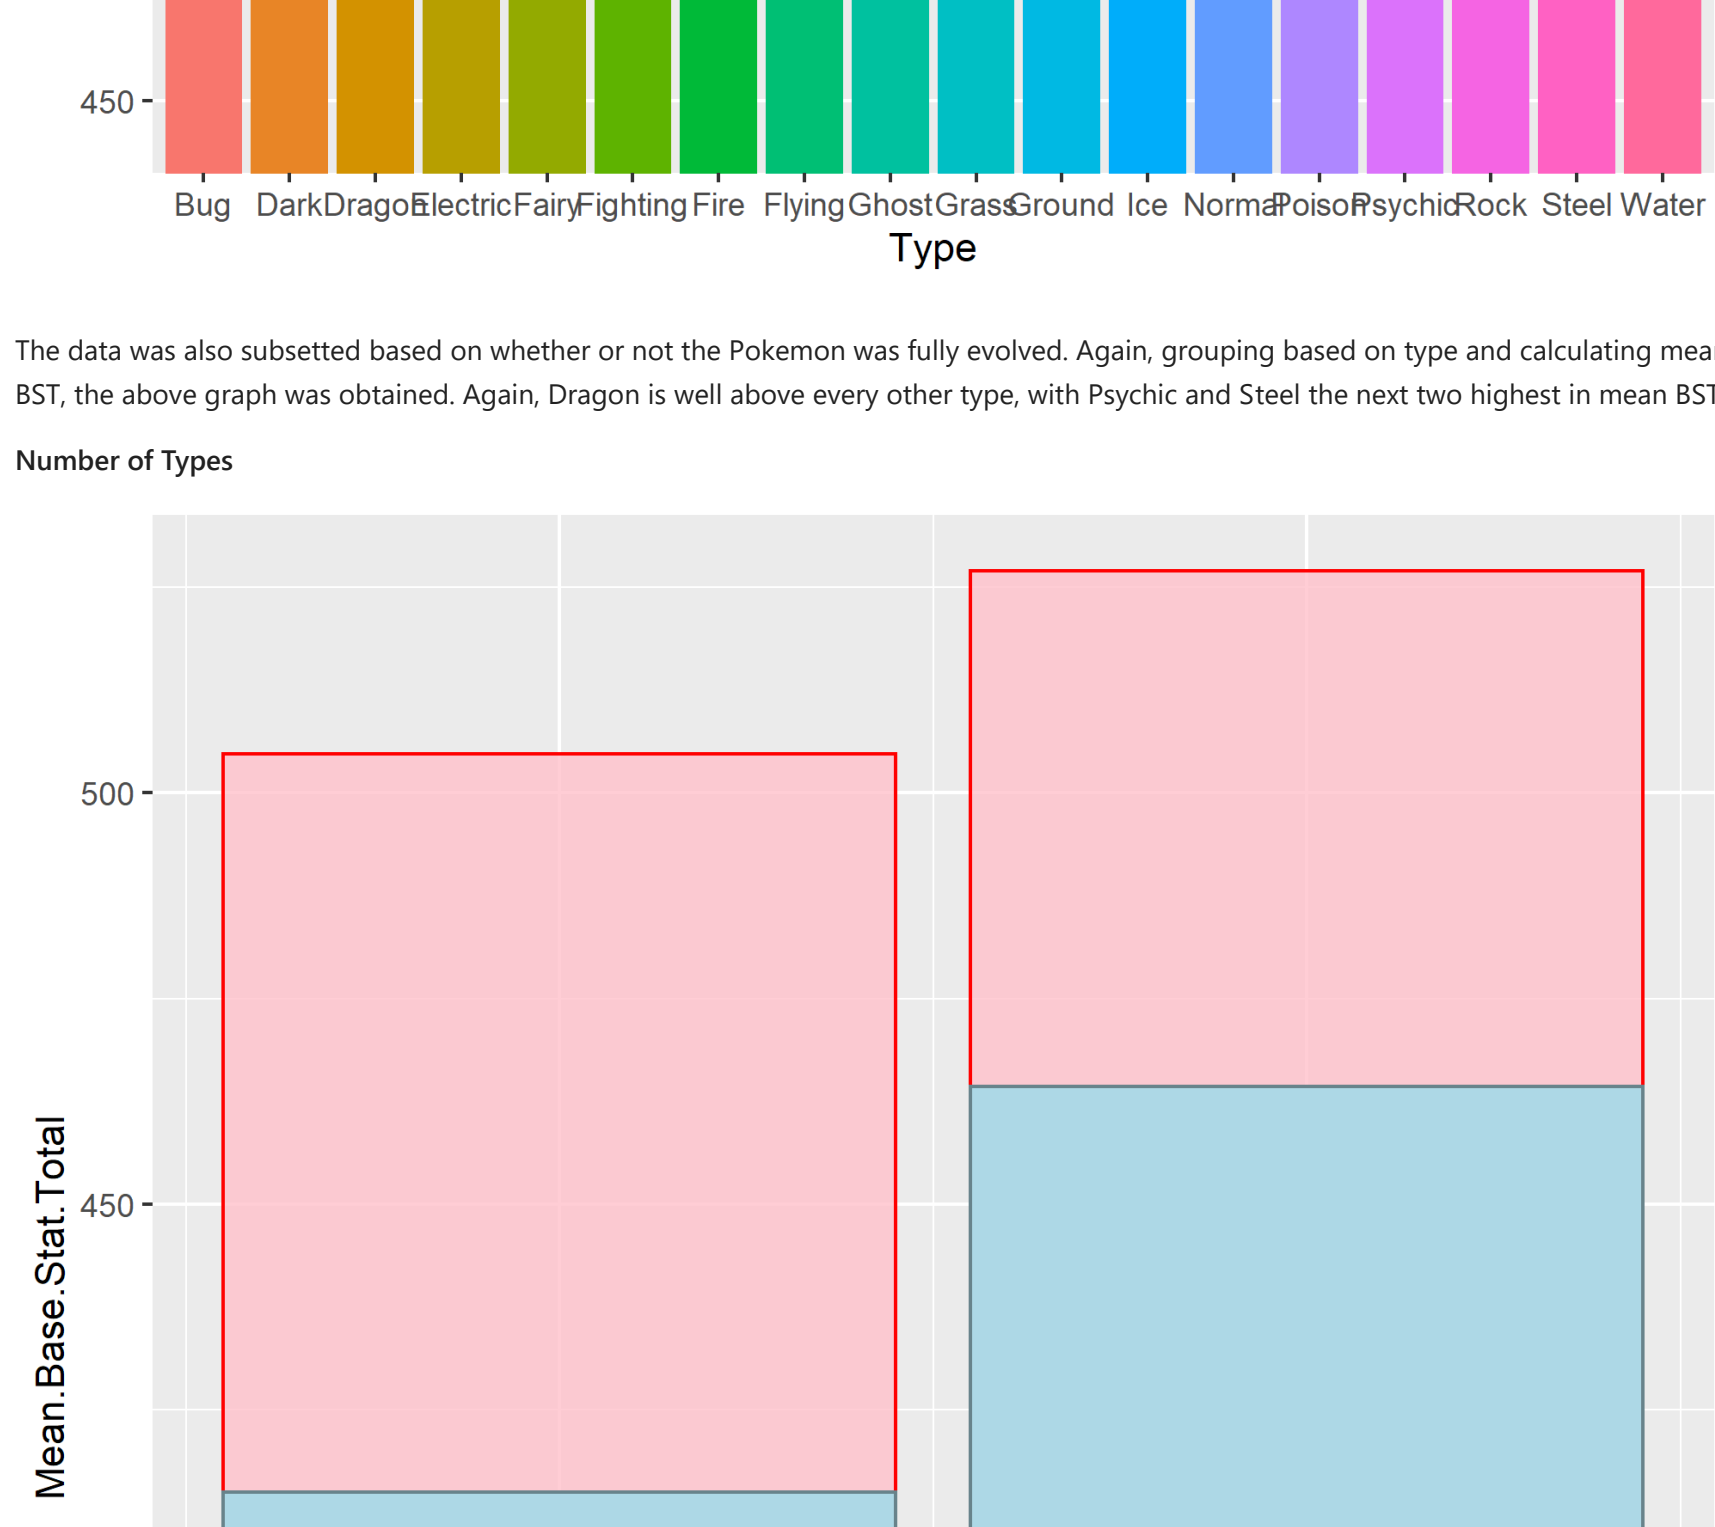 450
Bug Dark Dragon Electric Fairy Fighting Fire Flying Ghost Grass Ground Ice Normal Poison Psychic Rock Steel Water
Type
The data was also subsetted based on whether or not the Pokemon was fully evolved. Again, grouping based on type and calculating mean
BST, the above graph was obtained. Again, Dragon is well above every other type, with Psychic and Steel the next two highest in mean BST
Number of Types
500
450
Mean.Base.Stat.Total